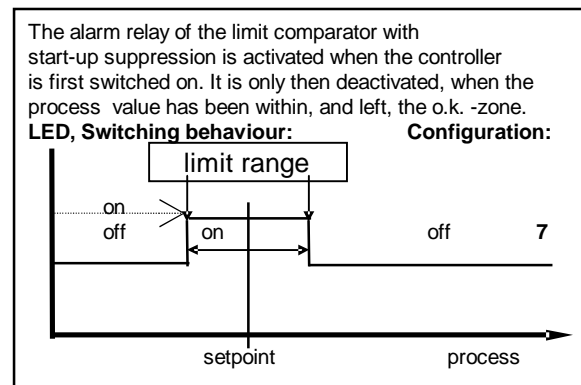 The alarm relay of the limit comparator with
start-up suppression is activated when the controller
is first switched on. It is only then deactivated, when the
process value has been within, and left, the o.k. -zone.
LED, Switching behaviour: Configuration:
limit range
on
off on off 7
setpoint process